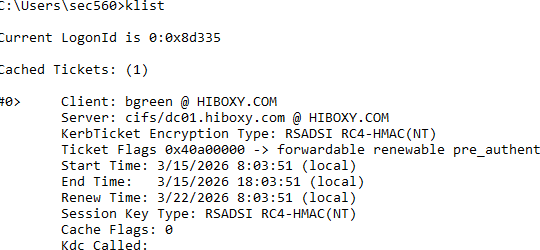 C:\Users\sec560>klist
Current LogonId is 0:0x8d335
Cached Tickets: (1)
#0> Client: bgreen @ HIBOXY.COM
Server: cifs/dc01.hiboxy.com @ HIBOXY.COM
KerbTicket Encryption Type: RSADSI RC4-HMAC(NT)
Ticket Flags 0x40a00000 -> forwardable renewable pre_authent
Start Time: 3/15/2026 8:03:51 (local)
End Time: 3/15/2026 18:03:51 (local)
Renew Time: 3/22/2026 8:03:51 (local)
Session Key Type: RSADSI RC4-HMAC(NT)
Cache Flags: 0
Kdc Called: